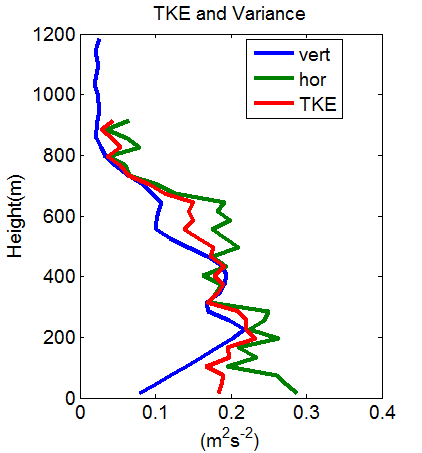 TKE and Variance
1200
1000
800
600
400
200
0
Height(m)
vert
hor
TKE
0 0.1 0.2 0.3 0.4
(m²s⁻²)